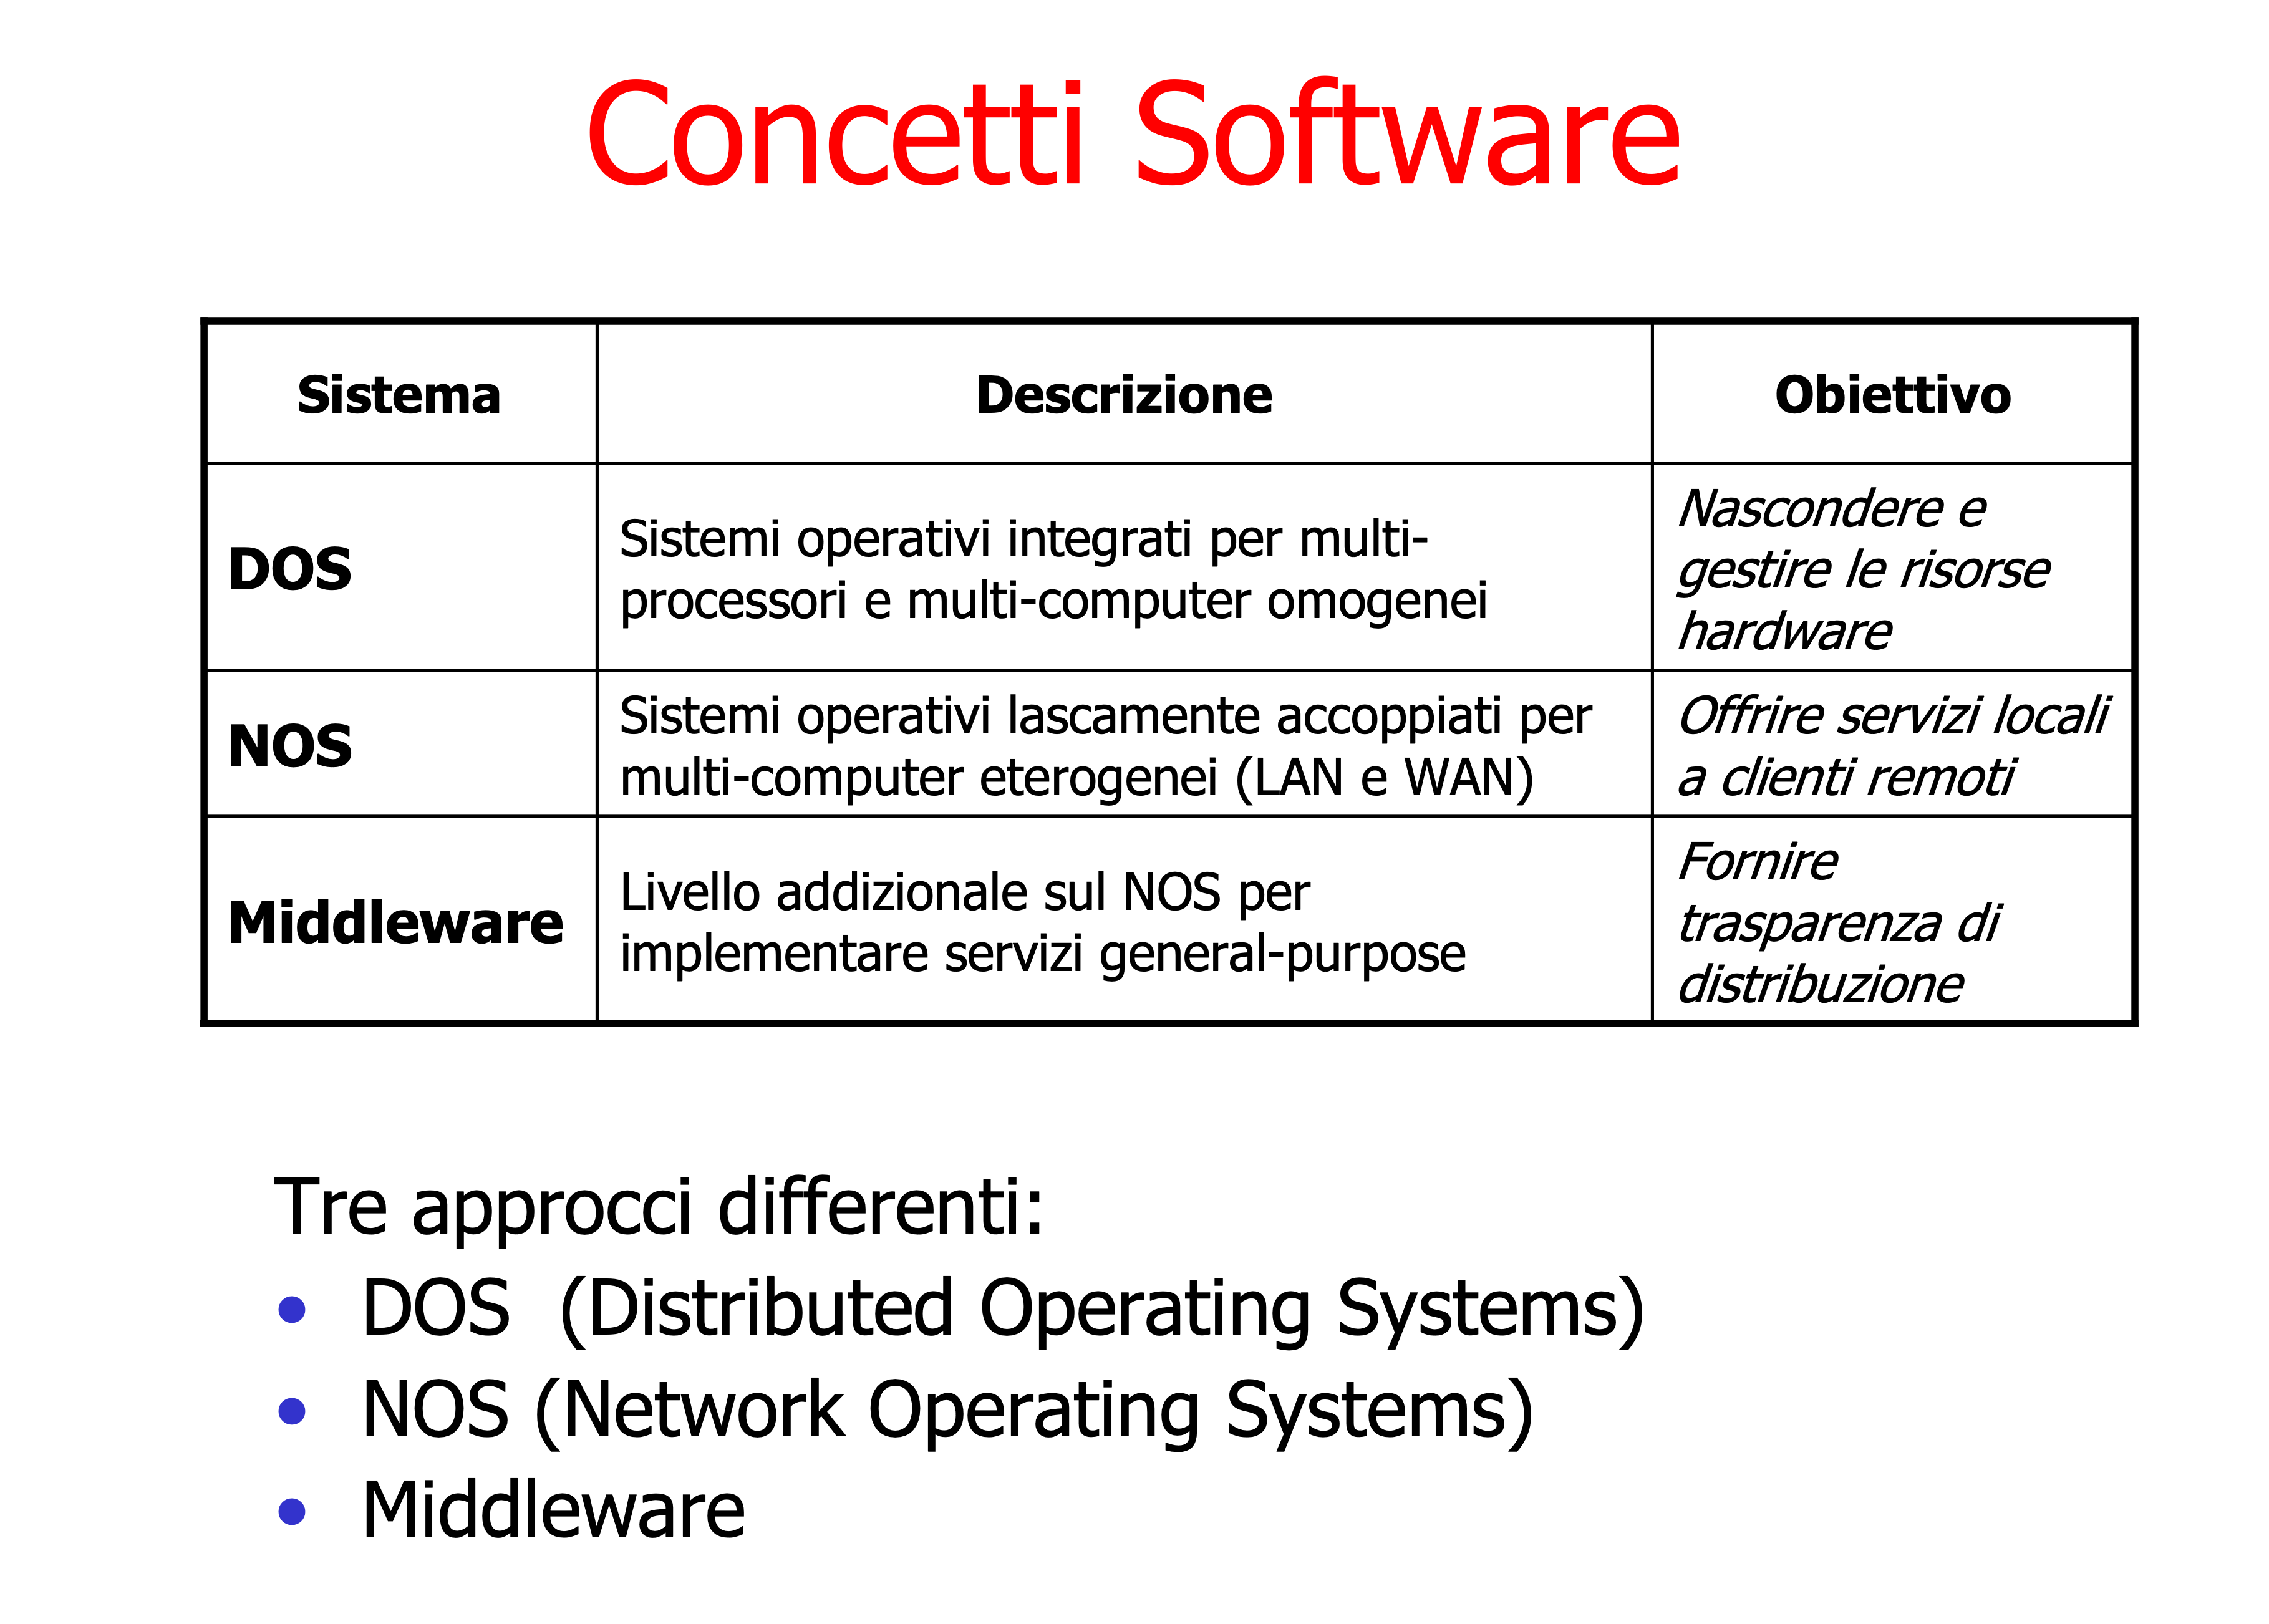 Concetti Software
Sistema
Descrizione
Obiettivo
DOS
Sistemi operativi integrati per multi-
processori e multi-computer omogenei
Nascondere e
gestire le risorse
hardware
NOS
Sistemi operativi lascamente accoppiati per
multi-computer eterogenei (LAN e WAN)
Offrire servizi locali
a clienti remoti
Middleware
Livello addizionale sul NOS per
implementare servizi general-purpose
Fornire
trasparenza di
distribuzione
Tre approcci differenti:
• DOS  (Distributed Operating Systems)
• NOS (Network Operating Systems)
• Middleware